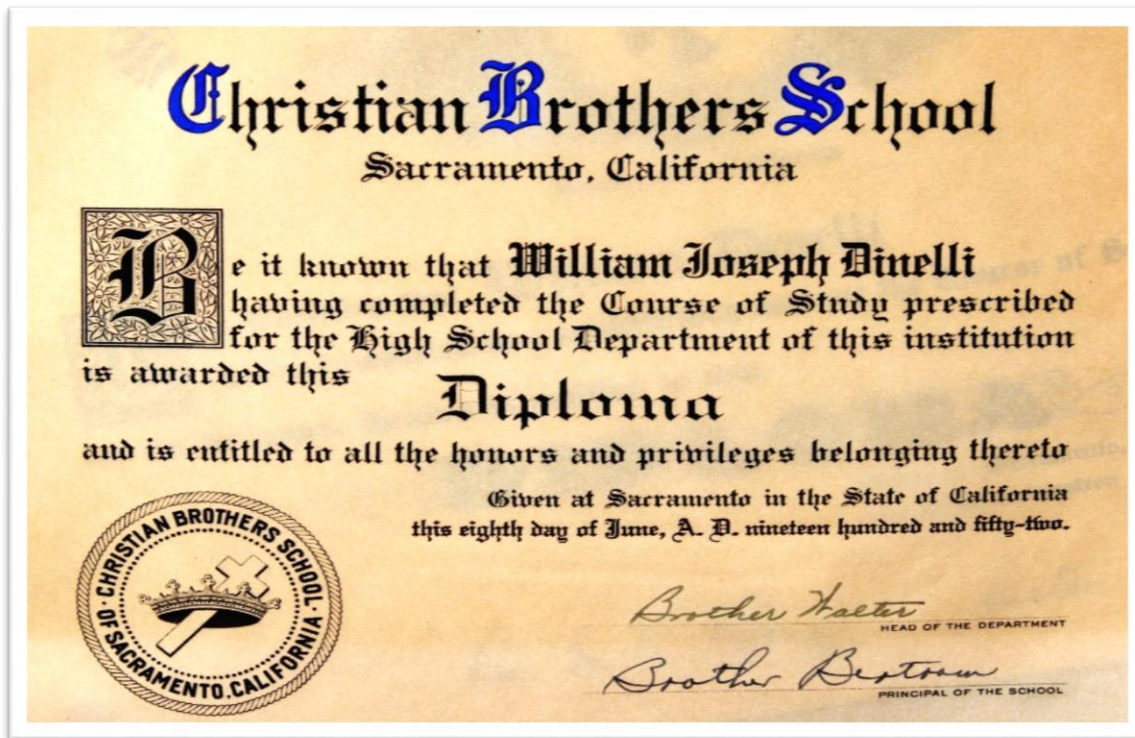 Christian Brothers School
Sacramento, California
Be it known that William Joseph Dinelli
having completed the Course of Study prescribed
for the High School Department of this institution
is awarded this
Diploma
and is entitled to all the honors and privileges belonging thereto
Given at Sacramento in the State of California
this eighth day of June, A. D. nineteen hundred and fifty-two.
· CHRISTIAN BROTHERS SCHOOL ·
OF SACRAMENTO, CALIFORNIA
Brother Walter
HEAD OF THE DEPARTMENT
Brother Bertram
PRINCIPAL OF THE SCHOOL